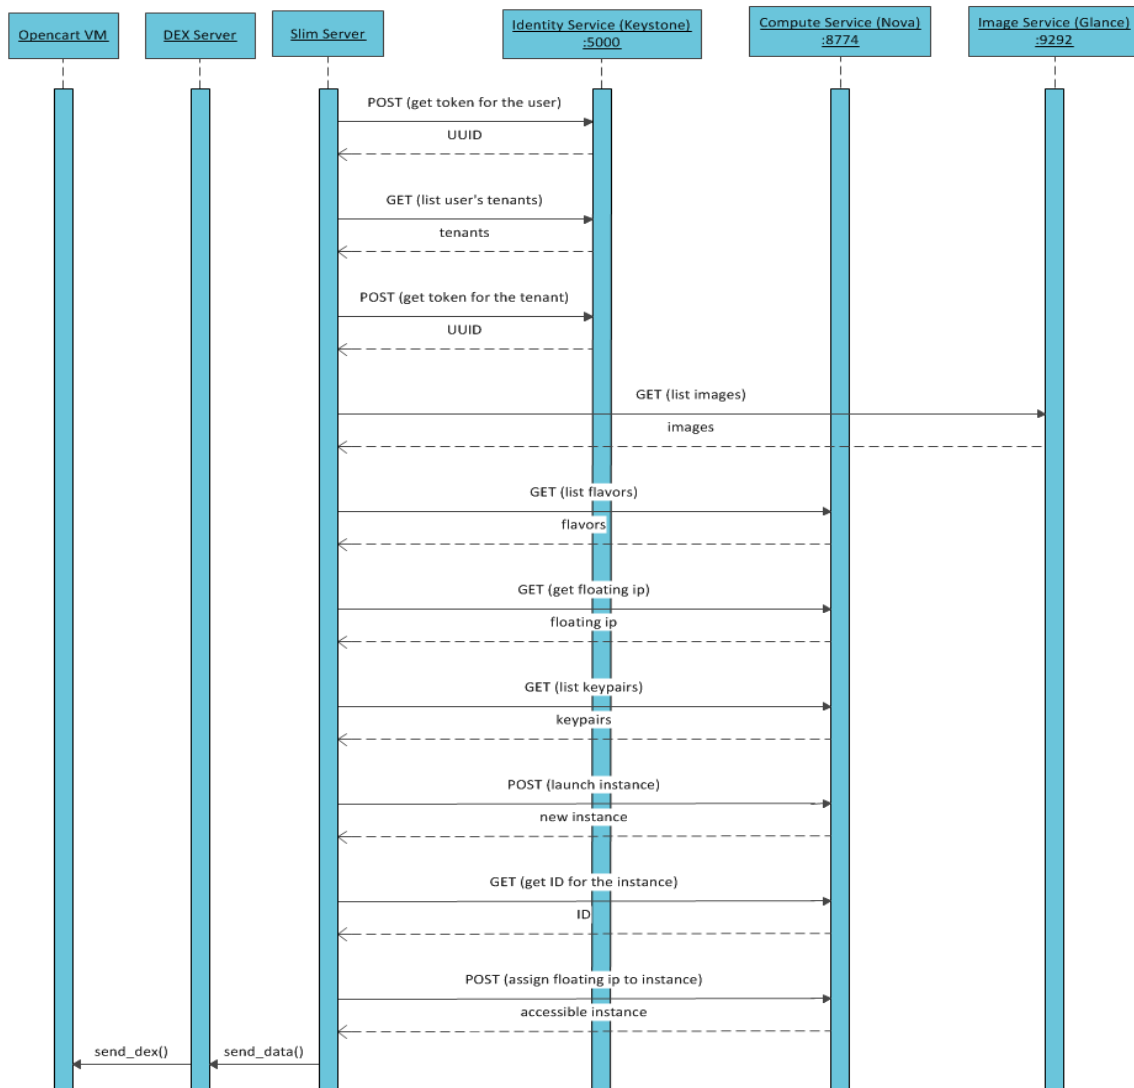 Opencart VM
DEX Server
Slim Server
Identity Service (Keystone)
:5000
Compute Service (Nova)
:8774
Image Service (Glance)
:9292
POST (get token for the user)
UUID
GET (list user's tenants)
tenants
POST (get token for the tenant)
UUID
GET (list images)
images
GET (list flavors)
flavors
GET (get floating ip)
floating ip
GET (list keypairs)
keypairs
POST (launch instance)
new instance
GET (get ID for the instance)
ID
POST (assign floating ip to instance)
accessible instance
send_dex()
send_data()